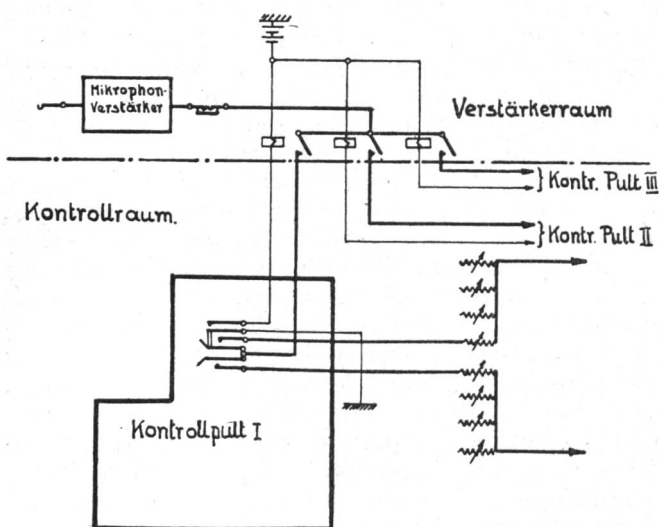 Mikrophon-
Verstärker
Verstärkerraum
Kontr. Pult III
Kontrollraum.
Kontr. Pult II
Kontrollpult I